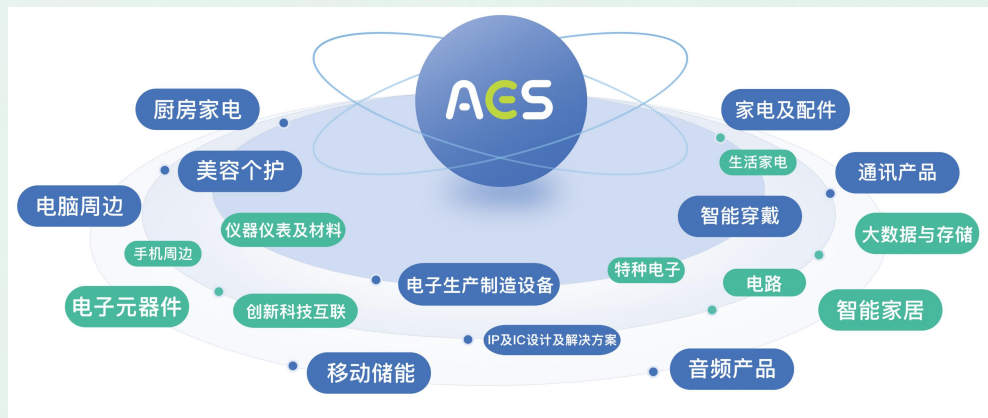 AES
厨房家电
家电及配件
美容个护
生活家电
通讯产品
电脑周边
智能穿戴
仪器仪表及材料
大数据与存储
手机周边
特种电子
电子生产制造设备
电路
电子元器件
创新科技互联
智能家居
IP及IC设计及解决方案
移动储能
音频产品